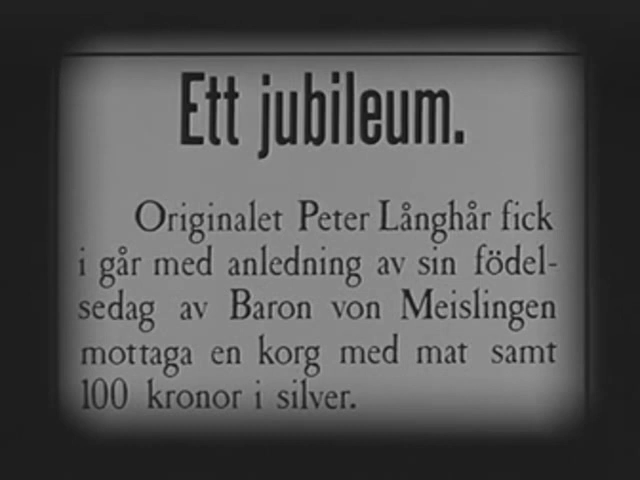 Ett jubileum.
Originalet Peter Långhår fick
i går med anledning av sin födel-
sedag av Baron von Meislingen
mottaga en korg med mat samt
100 kronor i silver.